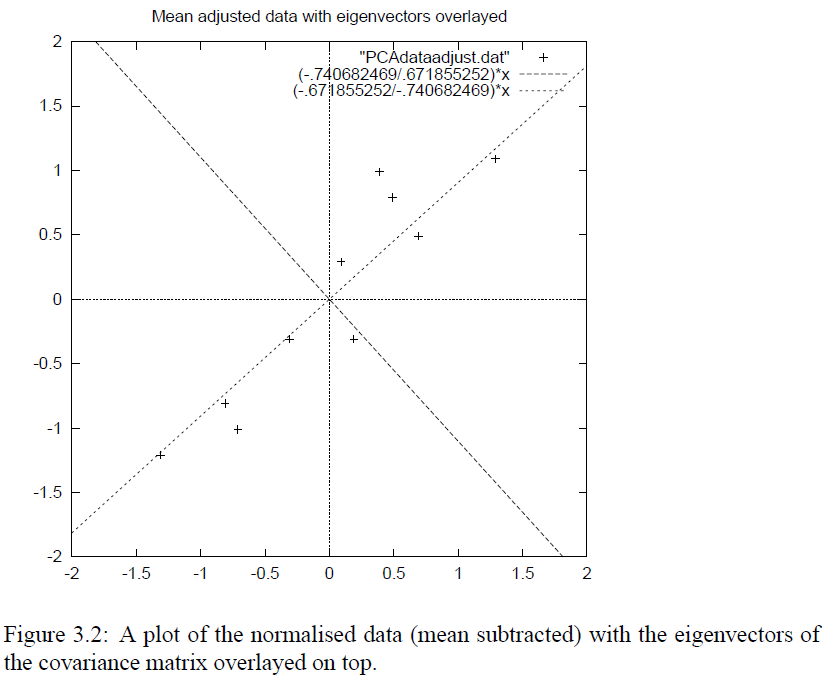 Mean adjusted data with eigenvectors overlayed
2
"PCAdataadjust.dat"
(-.740682469/.671855252)*x
(-.671855252/-.740682469)*x
1.5
1
0.5
0
-0.5
-1
-1.5
-2
-2 -1.5 -1 -0.5 0 0.5 1 1.5 2
Figure 3.2: A plot of the normalised data (mean subtracted) with the eigenvectors of
the covariance matrix overlayed on top.